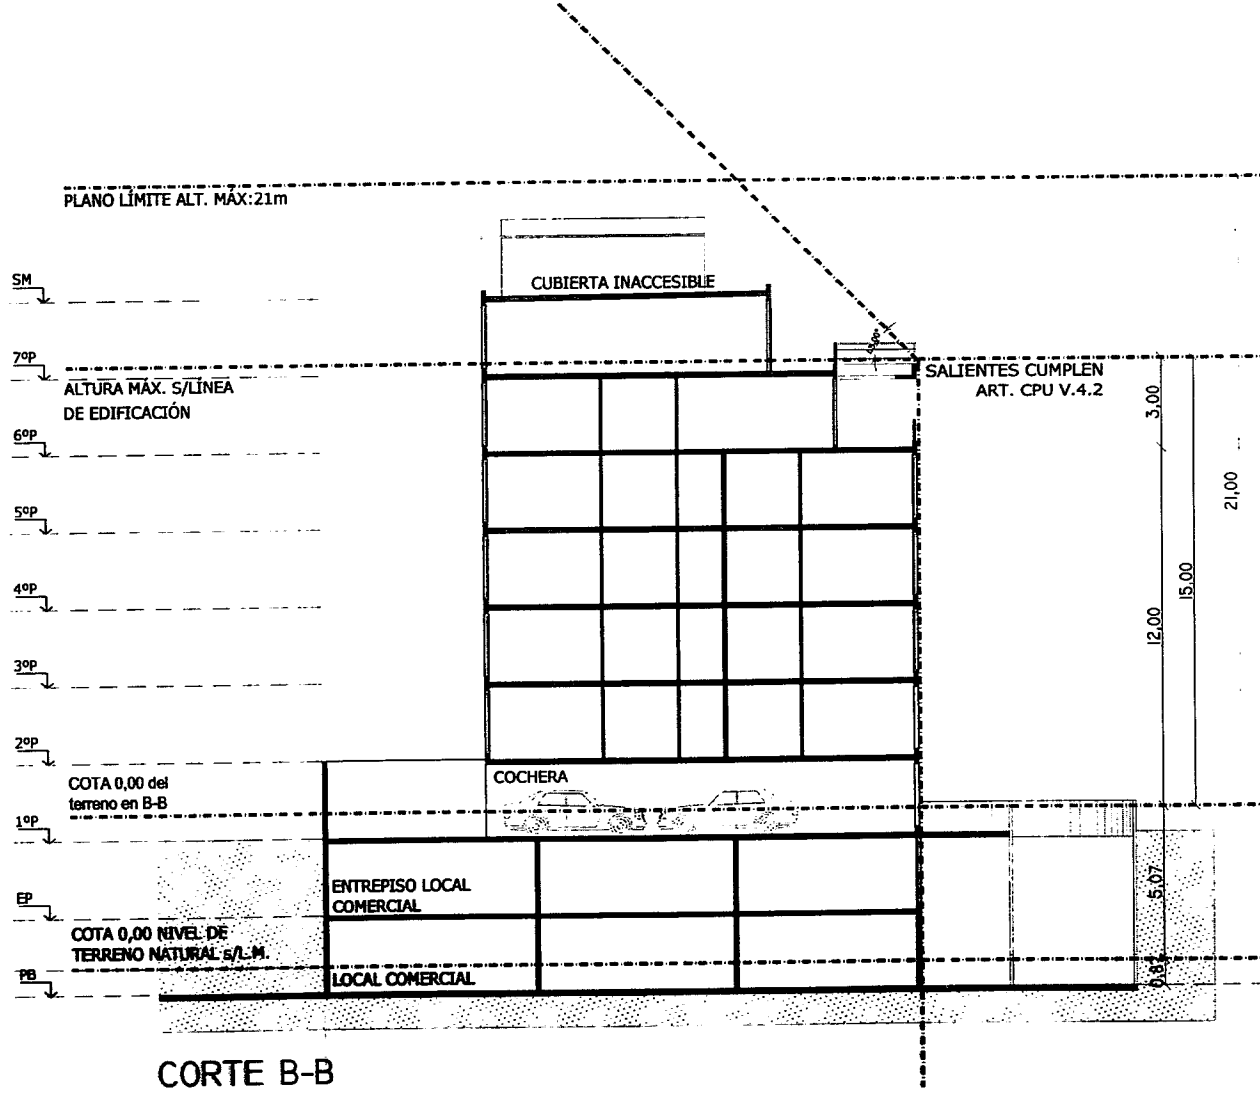 PLANO LÍMITE ALT. MÁX:21m
SM
CUBIERTA INACCESIBLE
7ºP
ALTURA MÁX. S/LÍNEA
DE EDIFICACIÓN
SALIENTES CUMPLEN
ART. CPU V.4.2
3,00
6ºP
21,00
5ºP
4ºP
15,00
12,00
3ºP
2ºP
COCHERA
COTA 0,00 del
terreno en B-B
1ºP
ENTREPISO LOCAL
COMERCIAL
5,07
EP
COTA 0,00 NIVEL DE
TERRENO NATURAL s/L.M.
PB
LOCAL COMERCIAL
CORTE B-B